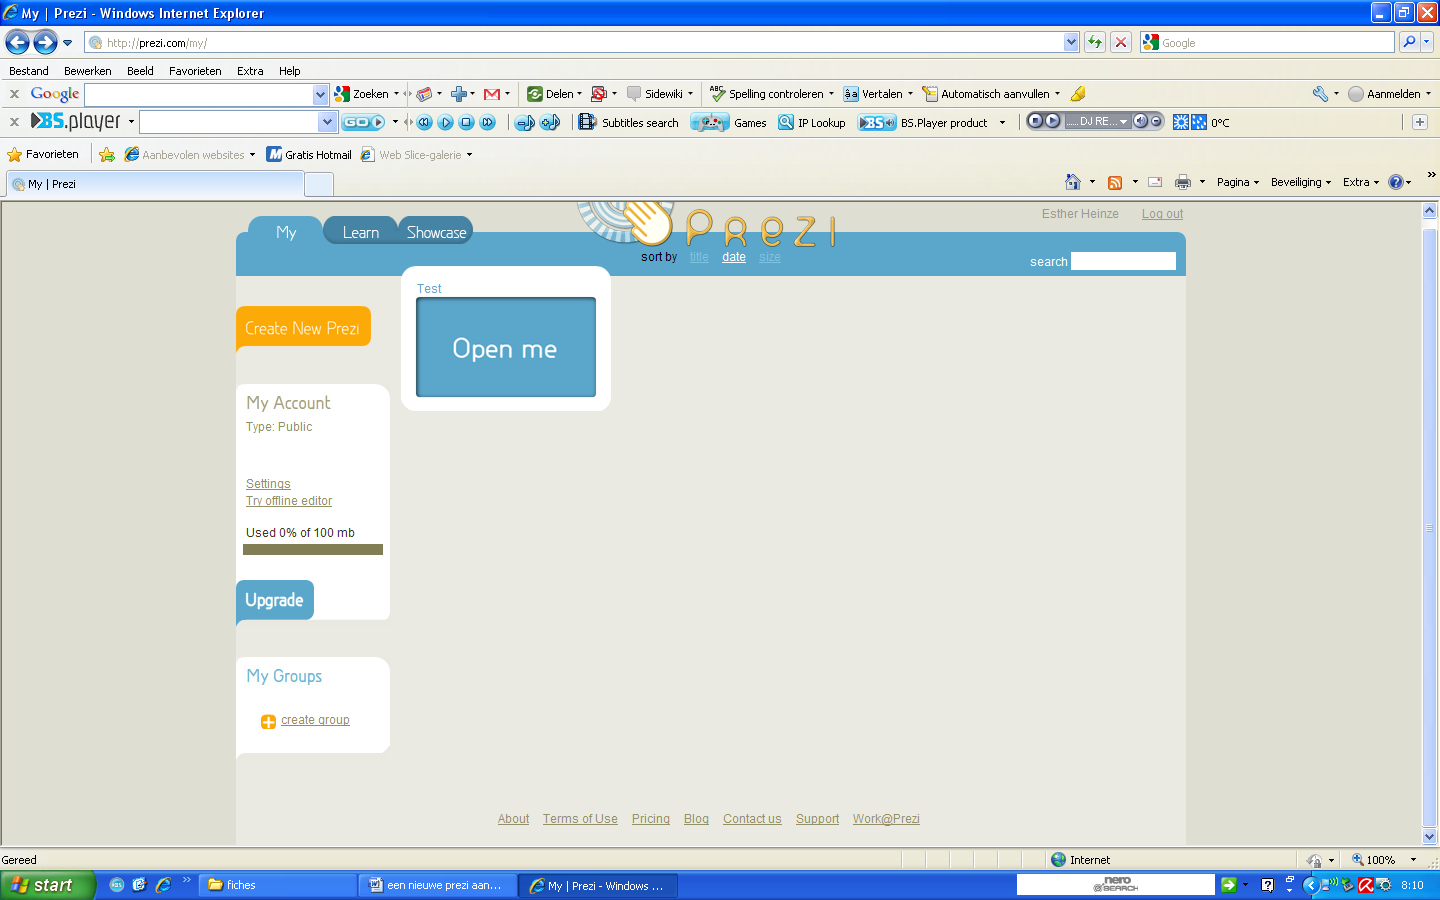 My | Prezi - Windows Internet Explorer
http://prezi.com/my/
Google
Bestand Bewerken Beeld Favorieten Extra Help
Google Zoeken Delen Sidewiki Spelling controleren Vertalen Automatisch aanvullen Aanmelden
BS.player GO Subtitles search Games IP Lookup BS.Player product ......DJ RE... 0°C
Favorieten Aanbevolen websites Gratis Hotmail Web Slice-galerie
My | Prezi Pagina Beveiliging Extra
Esther Heinze Log out
My Learn Showcase Prezi
sort by title date size search
Test
Open me
Create New Prezi
My Account
Type: Public
Settings
Try offline editor
Used 0% of 100 mb
Upgrade
My Groups
create group
About Terms of Use Pricing Blog Contact us Support Work@Prezi
Gereed Internet 100%
start fiches een nieuwe prezi aan... My | Prezi - Windows ... nero SEARCH 8:10